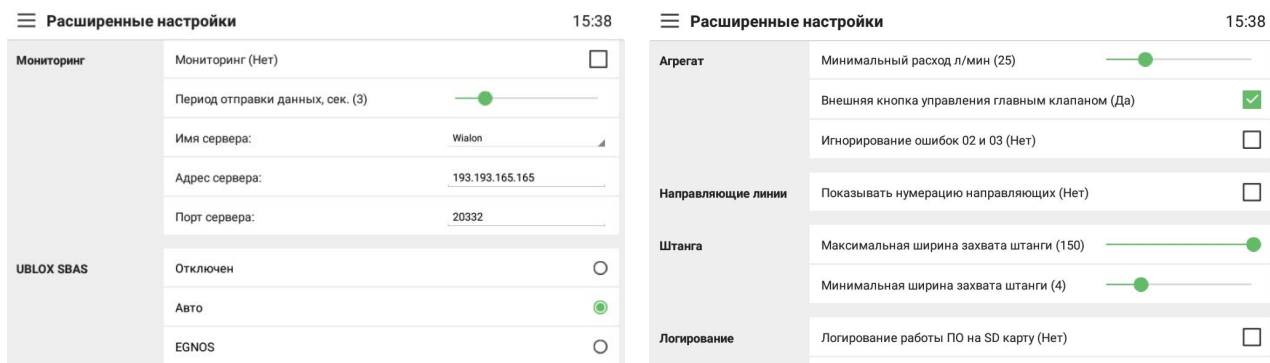 Расширенные настройки 15:38
Мониторинг Мониторинг (Нет)
Период отправки данных, сек. (3)
Имя сервера: Wialon
Адрес сервера: 193.193.165.165
Порт сервера: 20332
UBLOX SBAS Отключен
Авто
EGNOS
Расширенные настройки 15:38
Агрегат Минимальный расход л/мин (25)
Внешняя кнопка управления главным клапаном (Да)
Игнорирование ошибок 02 и 03 (Нет)
Направляющие линии Показывать нумерацию направляющих (Нет)
Штанга Максимальная ширина захвата штанги (150)
Минимальная ширина захвата штанги (4)
Логирование Логирование работы ПО на SD карту (Нет)